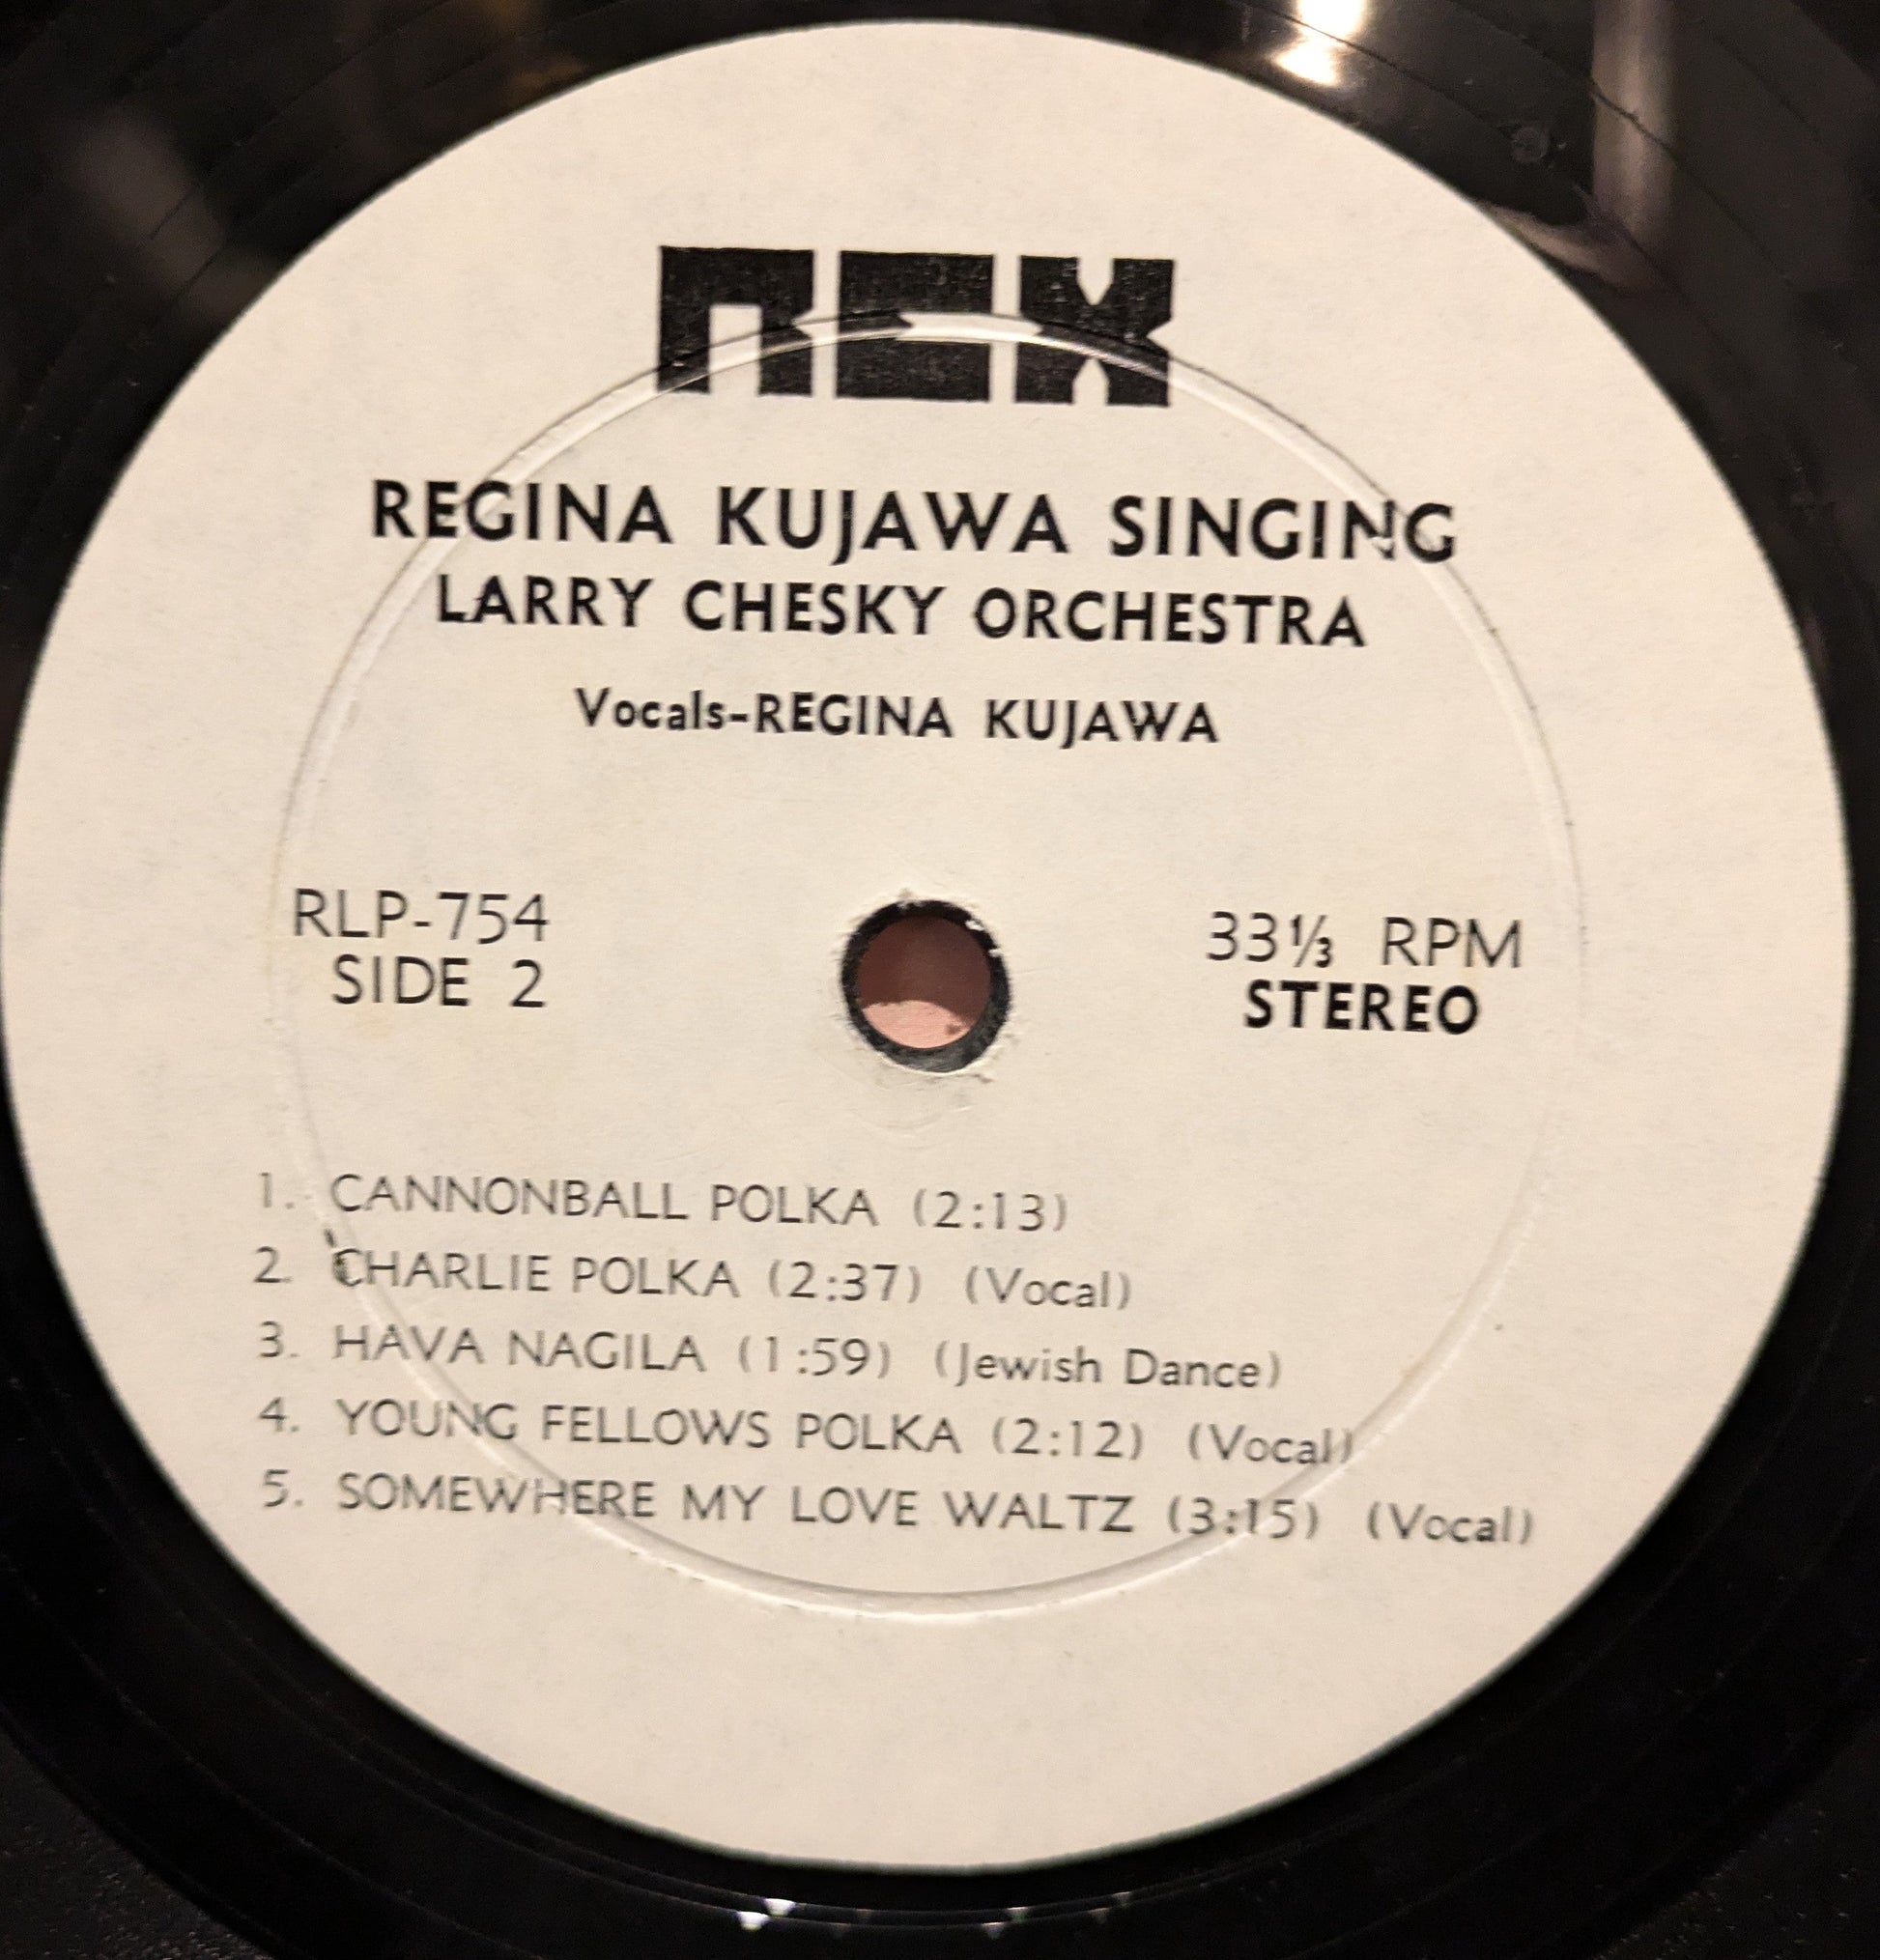 REX
REGINA KUJAWA SINGING
LARRY CHESKY ORCHESTRA
Vocals-REGINA KUJAWA
RLP-754
SIDE 2
33⅓ RPM
STEREO
1. CANNONBALL POLKA (2:13)
2. CHARLIE POLKA (2:37) (Vocal)
3. HAVA NAGILA (1:59) (Jewish Dance)
4. YOUNG FELLOWS POLKA (2:12) (Vocal)
5. SOMEWHERE MY LOVE WALTZ (3:15) (Vocal)